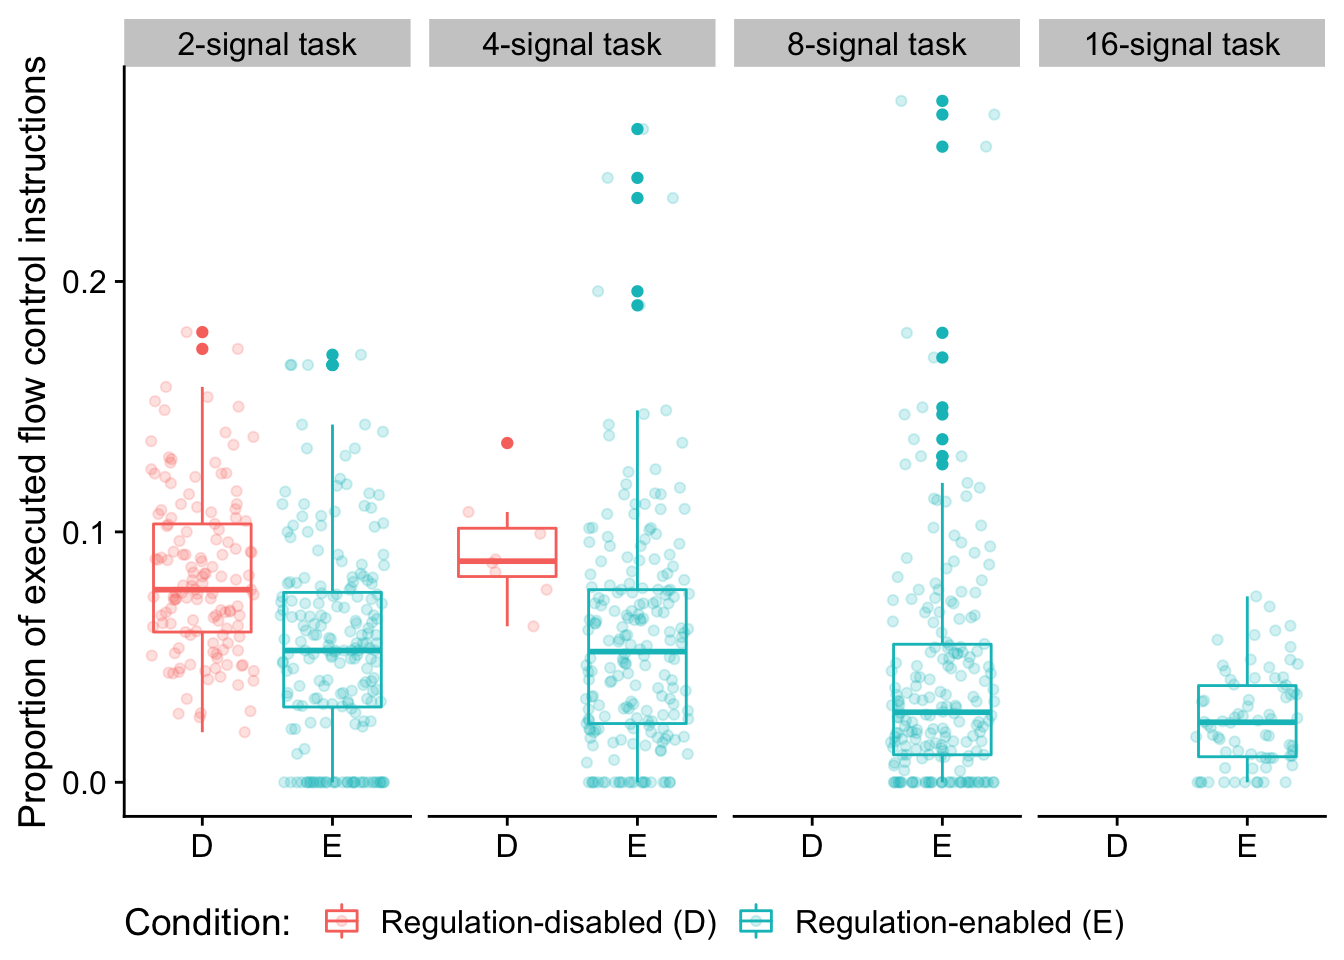 2-signal task
4-signal task
8-signal task
16-signal task
Proportion of executed flow control instructions
0.2
0.1
0.0
D
E
D
E
D
E
D
E
Condition:
Regulation-disabled (D)
Regulation-enabled (E)